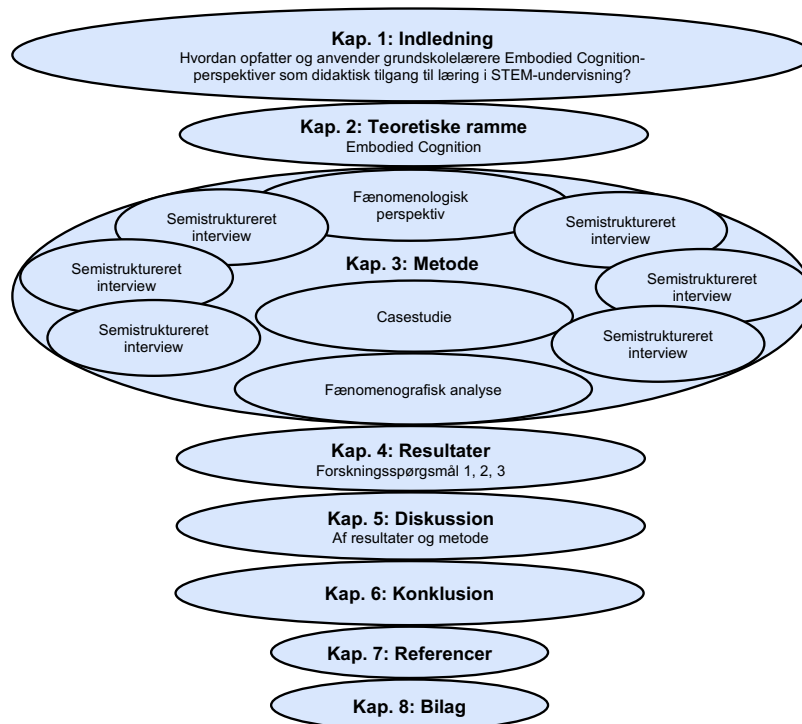 Kap. 1: Indledning
Hvordan opfatter og anvender grundskolelærere Embodied Cognition-
perspektiver som didaktisk tilgang til læring i STEM-undervisning?
Kap. 2: Teoretiske ramme
Embodied Cognition
Fænomenologisk
perspektiv
Semistruktureret
interview
Semistruktureret
interview
Semistruktureret
interview
Kap. 3: Metode
Semistruktureret
interview
Semistruktureret
interview
Casestudie
Semistruktureret
interview
Fænomenografisk analyse
Kap. 4: Resultater
Forskningsspørgsmål 1, 2, 3
Kap. 5: Diskussion
Af resultater og metode
Kap. 6: Konklusion
Kap. 7: Referencer
Kap. 8: Bilag